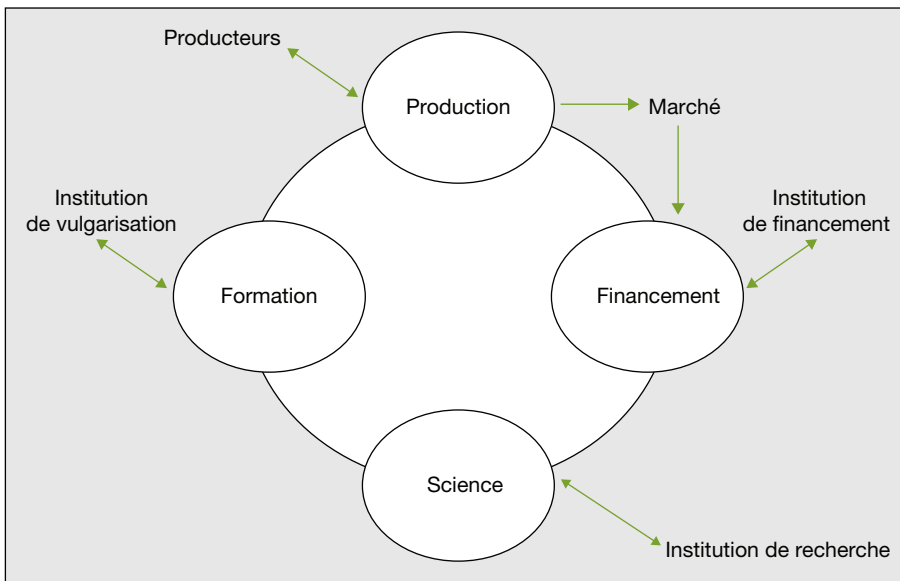 Producteurs
Production
Marché
Institution
de vulgarisation
Institution
de financement
Formation
Financement
Science
Institution de recherche